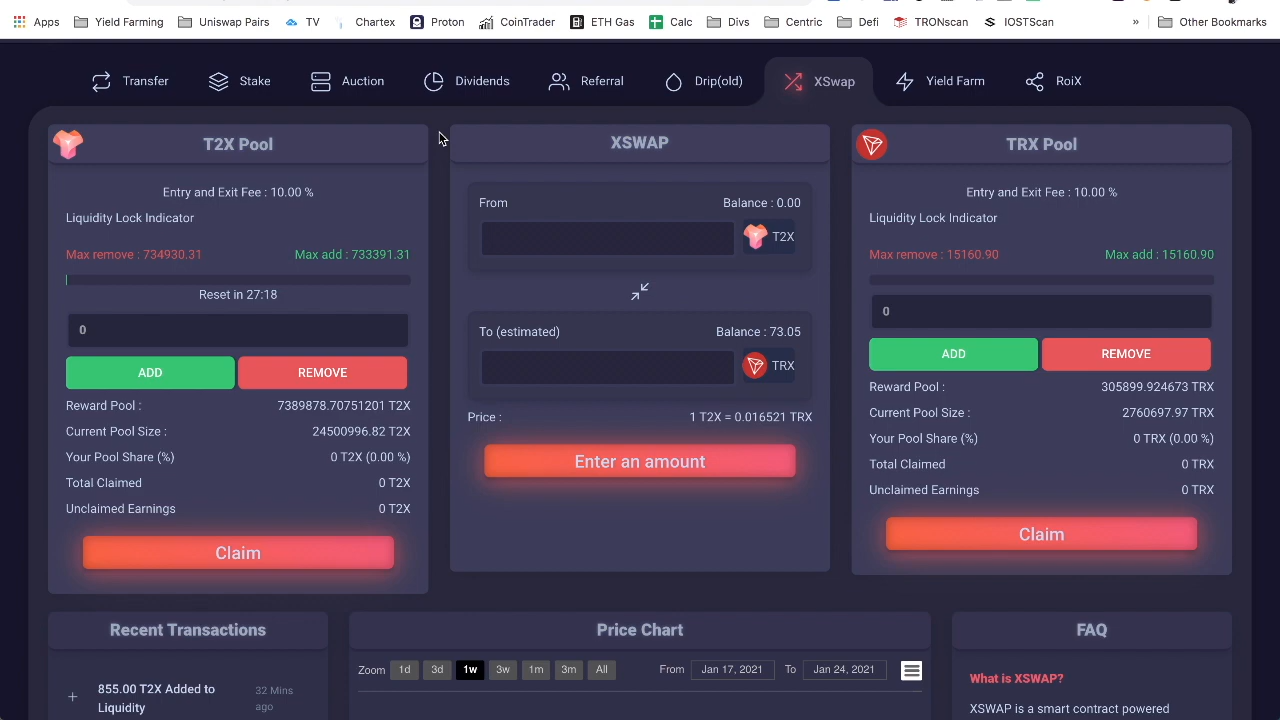 Apps Yield Farming Uniswap Pairs TV Chartex Proton CoinTrader ETH Gas Calc Divs Centric Defi TRONscan IOSTScan » Other Bookmarks
Transfer Stake Auction Dividends Referral Drip(old) XSwap Yield Farm RoiX
T2X Pool
Entry and Exit Fee : 10.00 %
Liquidity Lock Indicator
Max remove : 734930.31 Max add : 733391.31
Reset in 27:18
0
ADD REMOVE
Reward Pool : 7389878.70751201 T2X
Current Pool Size : 24500996.82 T2X
Your Pool Share (%) 0 T2X (0.00 %)
Total Claimed 0 T2X
Unclaimed Earnings 0 T2X
Claim
XSWAP
From Balance : 0.00
T2X
To (estimated) Balance : 73.05
TRX
Price : 1 T2X = 0.016521 TRX
Enter an amount
TRX Pool
Entry and Exit Fee : 10.00 %
Liquidity Lock Indicator
Max remove : 15160.90 Max add : 15160.90
0
ADD REMOVE
Reward Pool : 305899.924673 TRX
Current Pool Size : 2760697.97 TRX
Your Pool Share (%) 0 TRX (0.00 %)
Total Claimed 0 TRX
Unclaimed Earnings 0 TRX
Claim
Recent Transactions
+ 855.00 T2X Added to 32 Mins
Liquidity ago
Price Chart
Zoom 1d 3d 1w 3w 1m 3m All From Jan 17, 2021 To Jan 24, 2021
FAQ
What is XSWAP?
XSWAP is a smart contract powered